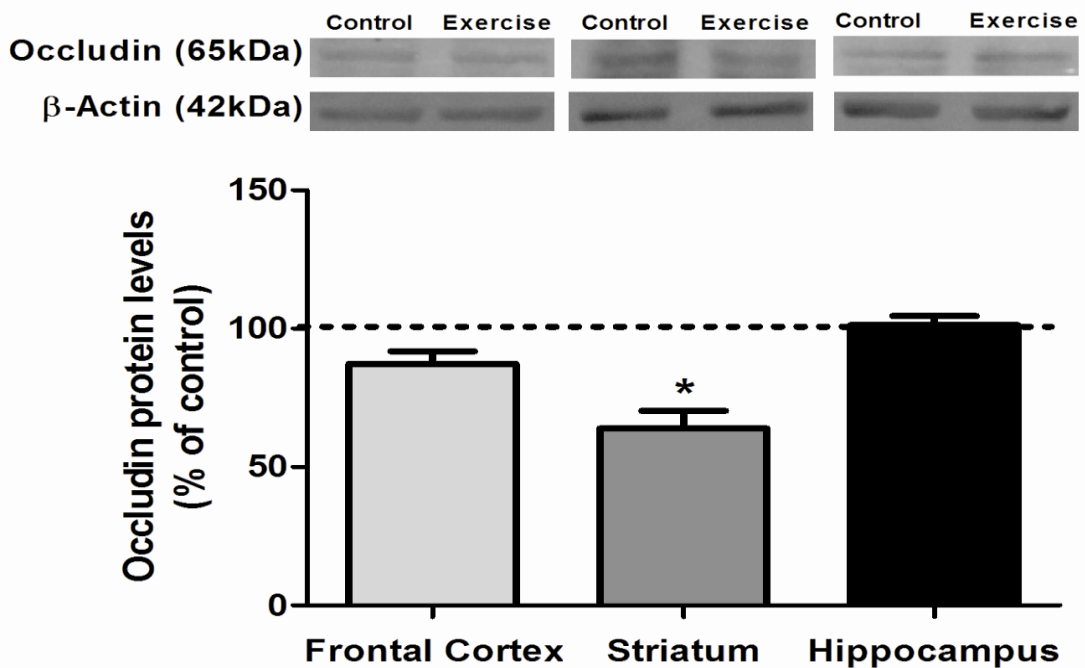 Control Exercise Control Exercise Control Exercise
Occludin (65kDa)
β-Actin (42kDa)
Occludin protein levels
(% of control)
150
100
50
0
*
Frontal Cortex Striatum Hippocampus